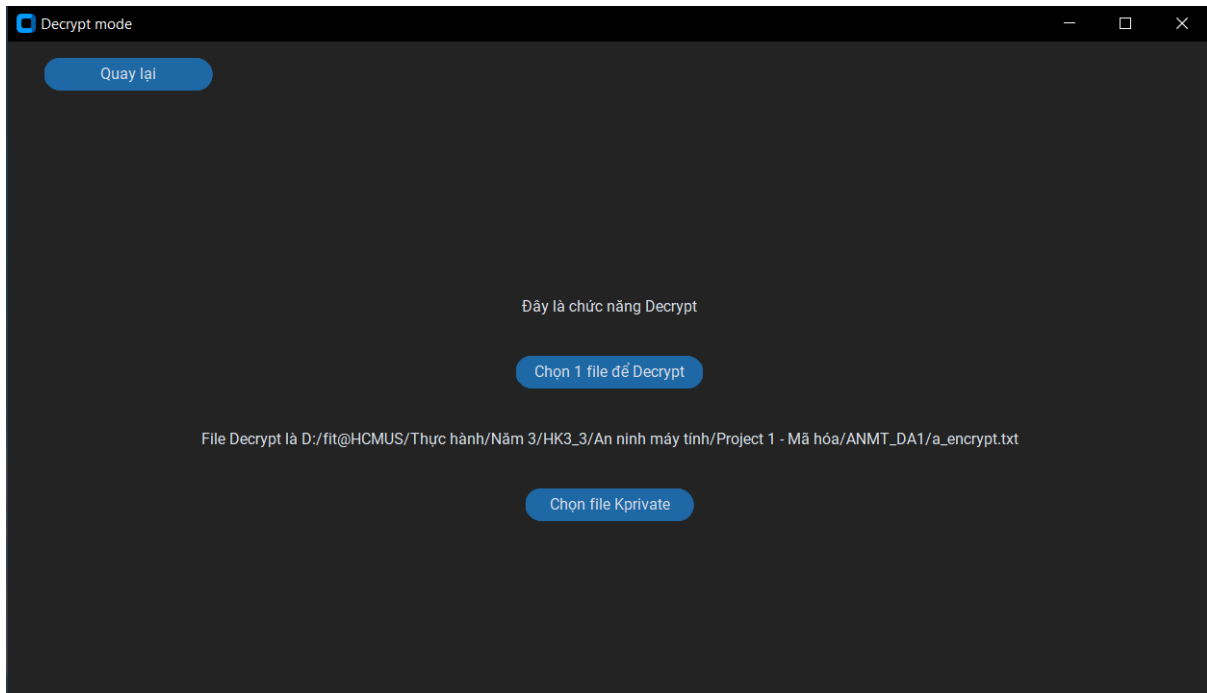 Decrypt mode
Quay lại
Đây là chức năng Decrypt
Chọn 1 file để Decrypt
File Decrypt là D:/fit@HCMUS/Thực hành/Năm 3/HK3_3/An ninh máy tính/Project 1 - Mã hóa/ANMT_DA1/a_encrypt.txt
Chọn file Kprivate